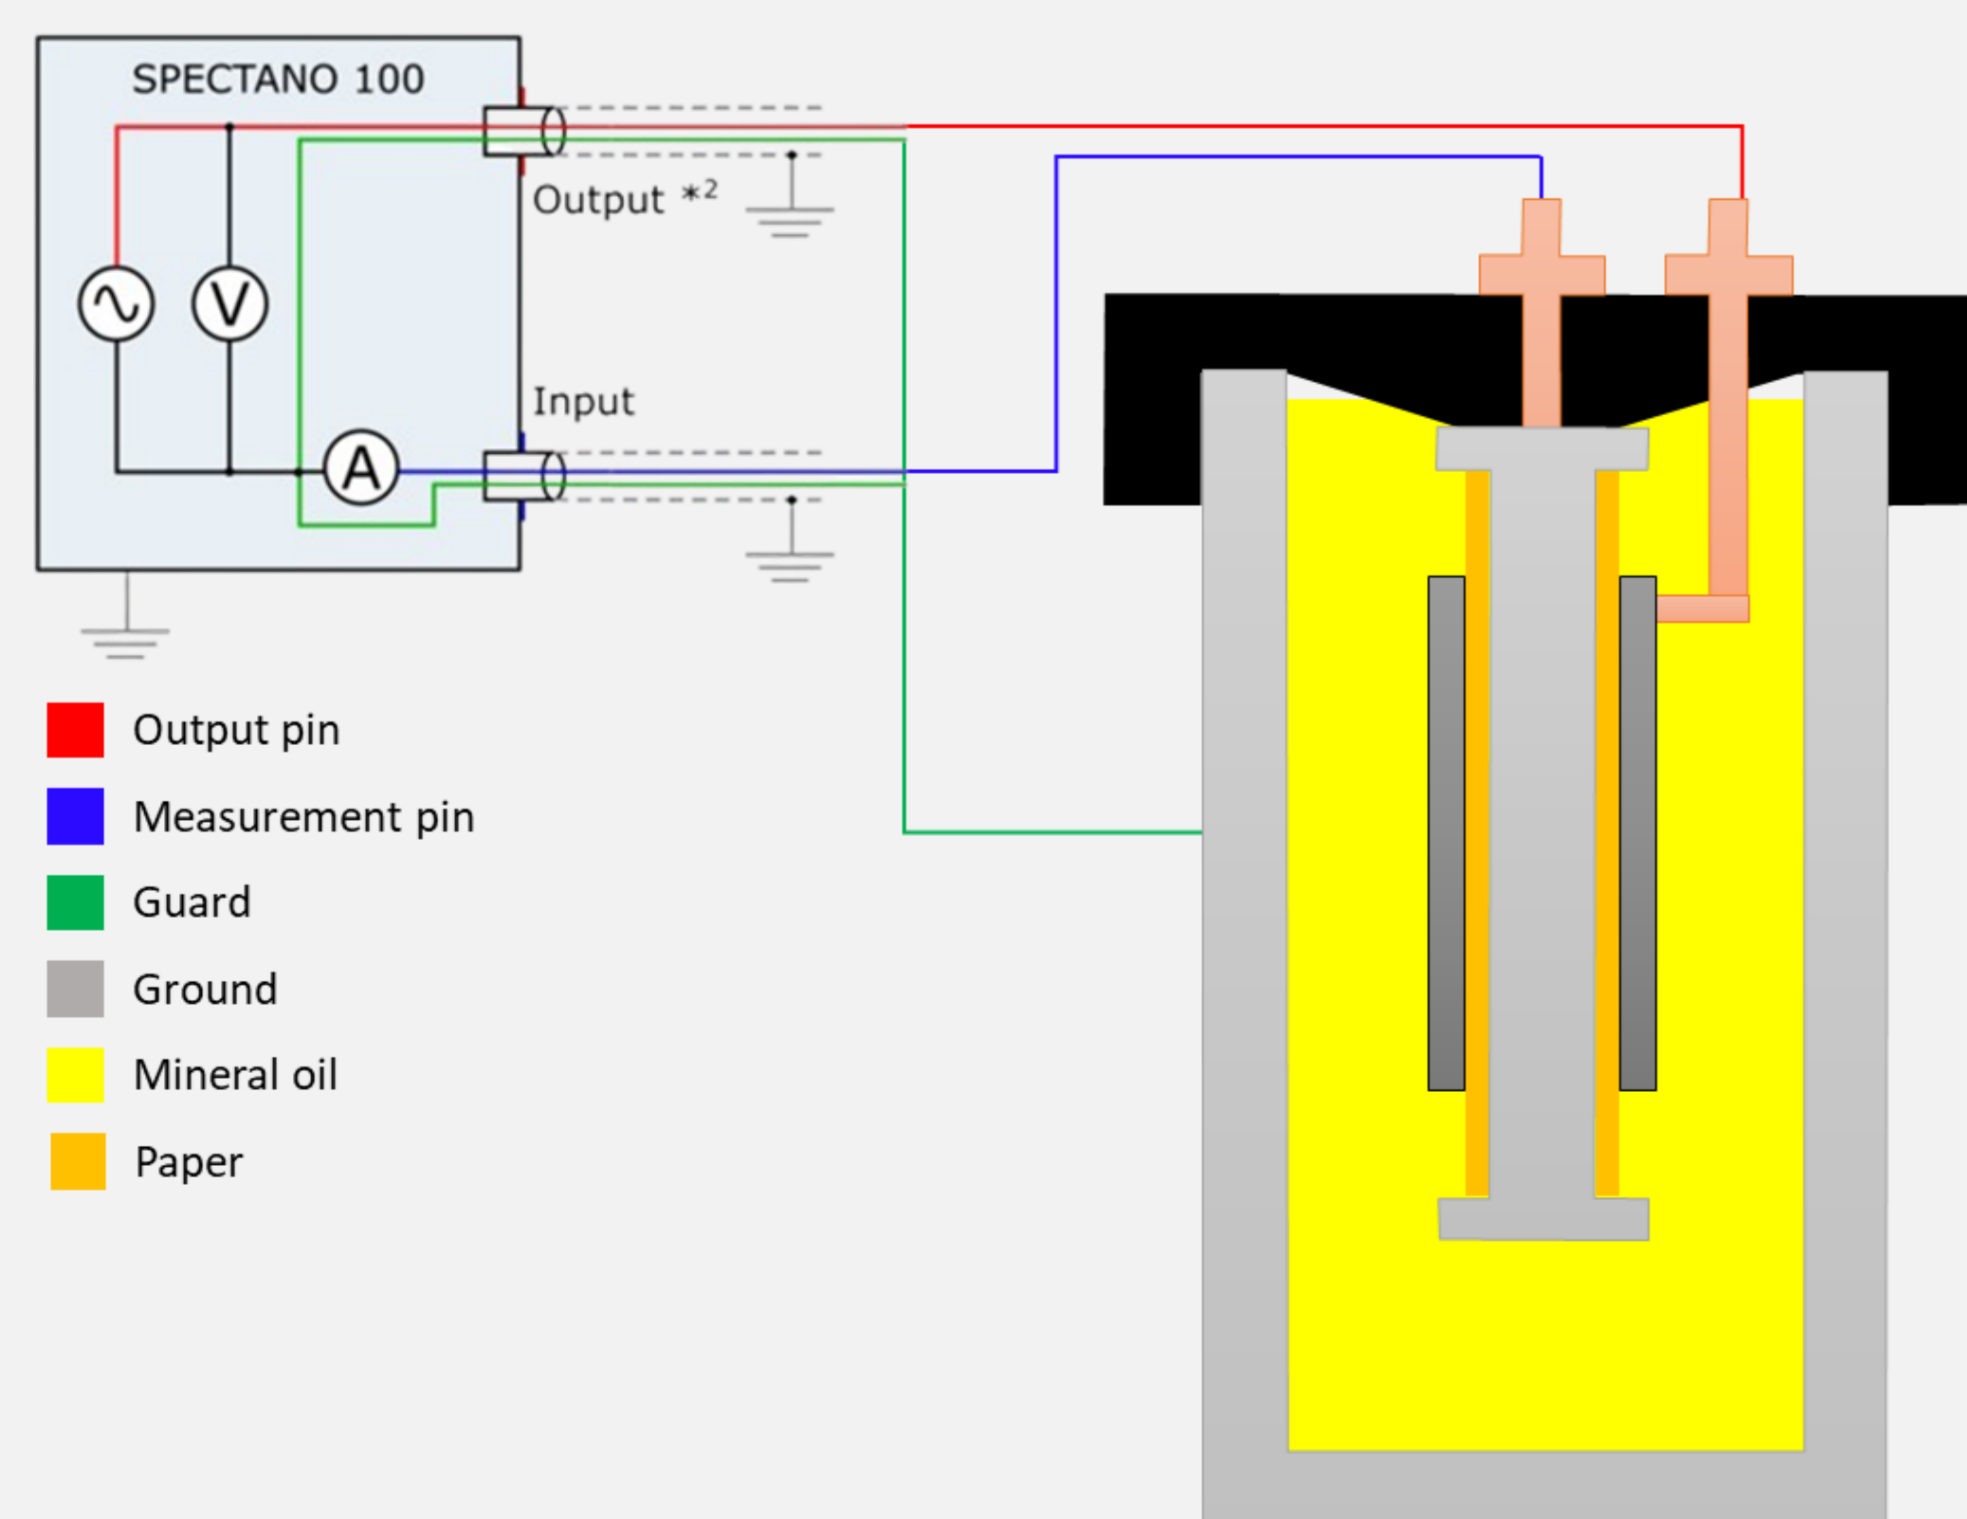 SPECTANO 100
Output *²
V
Input
A
Output pin
Measurement pin
Guard
Ground
Mineral oil
Paper